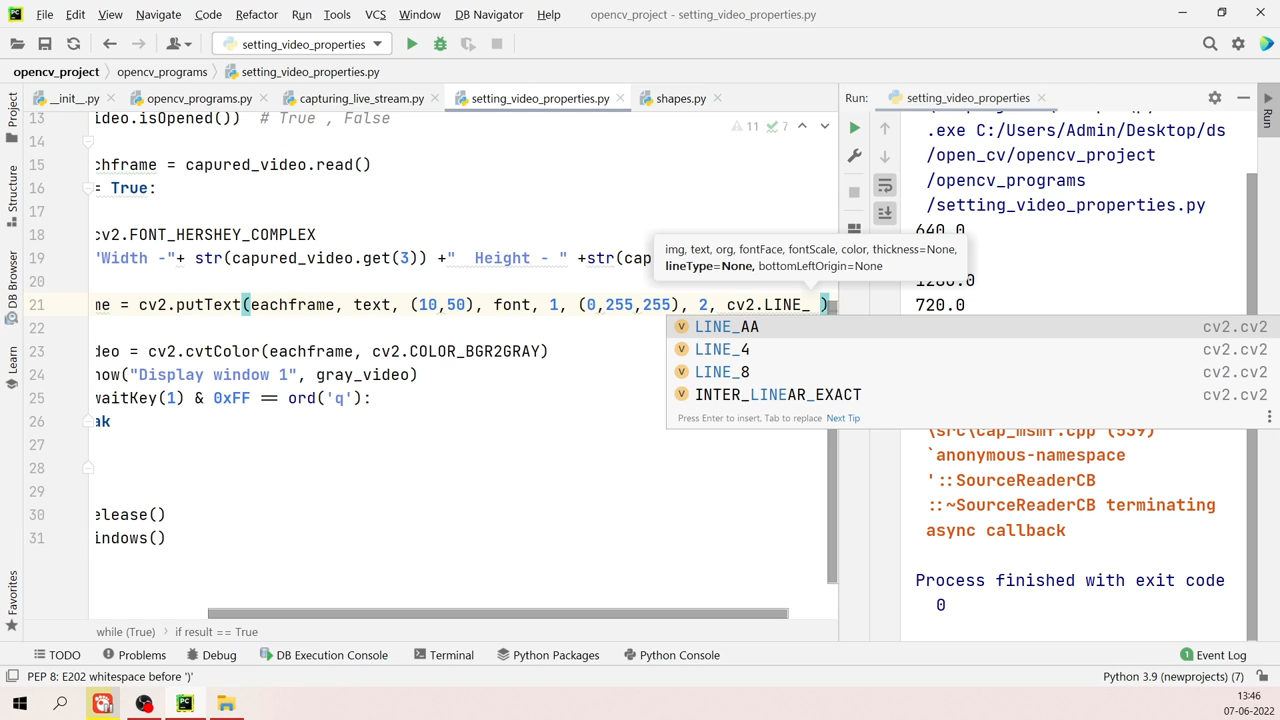 File Edit View Navigate Code Refactor Run Tools VCS Window DB Navigator Help opencv_project - setting_video_properties.py
setting_video_properties
opencv_project opencv_programs setting_video_properties.py
__init__.py opencv_programs.py capturing_live_stream.py setting_video_properties.py shapes.py Run: setting_video_properties
Project
Structure
DB Browser
Learn
Favorites
Run
11 7
13 video.isOpened()) # True , False
14
15 chframe = capured_video.read()
16 = True:
17
18 cv2.FONT_HERSHEY_COMPLEX
19 "Width -"+ str(capured_video.get(3)) +"  Height - " +str(cap
20
21 me = cv2.putText(eachframe, text, (10,50), font, 1, (0,255,255), 2, cv2.LINE_ )
22
23 deo = cv2.cvtColor(eachframe, cv2.COLOR_BGR2GRAY)
24 how("Display window 1", gray_video)
25 waitKey(1) & 0xFF == ord('q'):
26 ak
27
28
29
30 elease()
31 indows()
img, text, org, fontFace, fontScale, color, thickness=None,
lineType=None, bottomLeftOrigin=None
LINE_AA cv2.cv2
LINE_4 cv2.cv2
LINE_8 cv2.cv2
INTER_LINEAR_EXACT cv2.cv2
Press Enter to insert, Tab to replace Next Tip
.exe C:/Users/Admin/Desktop/ds
/open_cv/opencv_project
/opencv_programs
/setting_video_properties.py
640.0
1280.0
720.0
\src\cap_msmf.cpp (539)
`anonymous-namespace
'::SourceReaderCB
::~SourceReaderCB terminating
async callback
Process finished with exit code
0
while (True) if result == True
TODO Problems Debug DB Execution Console Terminal Python Packages Python Console 1 Event Log
PEP 8: E202 whitespace before ')' Python 3.9 (newprojects) (7)
13:46
07-06-2022